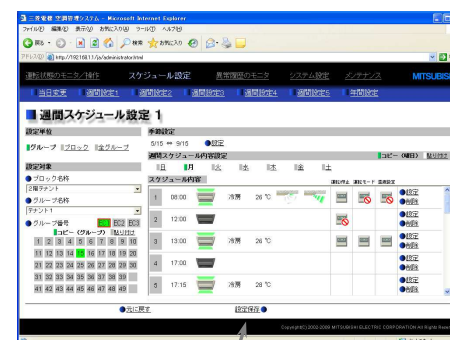 三菱電機 空調管理システム - Microsoft Internet Explorer
ファイル(F) 編集(E) 表示(V) お気に入り(A) ツール(T) ヘルプ(H)
戻る 検索 お気に入り
アドレス(D) http://192.168.1.1/ja/administrator.html
運転状態のモニタ/操作 スケジュール設定 異常履歴のモニタ システム設定 メンテナンス MITSUBIS
当日変更 週間設定1 週間設定2 週間設定3 週間設定4 週間設定5 年間設定
週間スケジュール設定 1
設定単位
グループ ブロック 全グループ
設定対象
ブロック名称
2階テナント
グループ名称
テナント1
グループ番号 EC1 EC2 EC3
コピー (グループ) 貼り付け
1 2 3 4 5 6 7 8 9 10
11 12 13 14 15 16 17 18 19 20
21 22 23 24 25 26 27 28 29 30
31 32 33 34 35 36 37 38 39
41 42 43 44 45 46 47 48 49
季節設定
5/15 ⇔ 9/15 設定
週間スケジュール内容設定 コピー (曜日) 貼り付け
日 月 火 水 木 金 土
スケジュール内容 運転/停止 運転モード 温度設定
1 08:00 冷房 26 ℃ 設定 削除
2 12:00 設定 削除
3 13:00 冷房 26 ℃ 設定 削除
4 17:00 設定 削除
5 17:15 冷房 26 ℃ 設定 削除
元に戻す 設定保存
Copyright(C) 2002-2009 MITSUBISHI ELECTRIC CORPORATION All Rights Rese